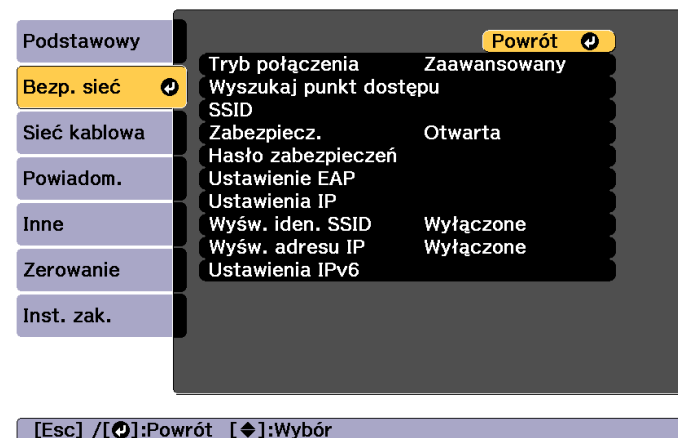 Podstawowy
Bezp. sieć
Sieć kablowa
Powiadom.
Inne
Zerowanie
Inst. zak.
Powrót
Tryb połączenia Zaawansowany
Wyszukaj punkt dostępu
SSID
Zabezpiecz. Otwarta
Hasło zabezpieczeń
Ustawienie EAP
Ustawienia IP
Wyśw. iden. SSID Wyłączone
Wyśw. adresu IP Wyłączone
Ustawienia IPv6
[Esc] /[⏎]:Powrót [◆]:Wybór